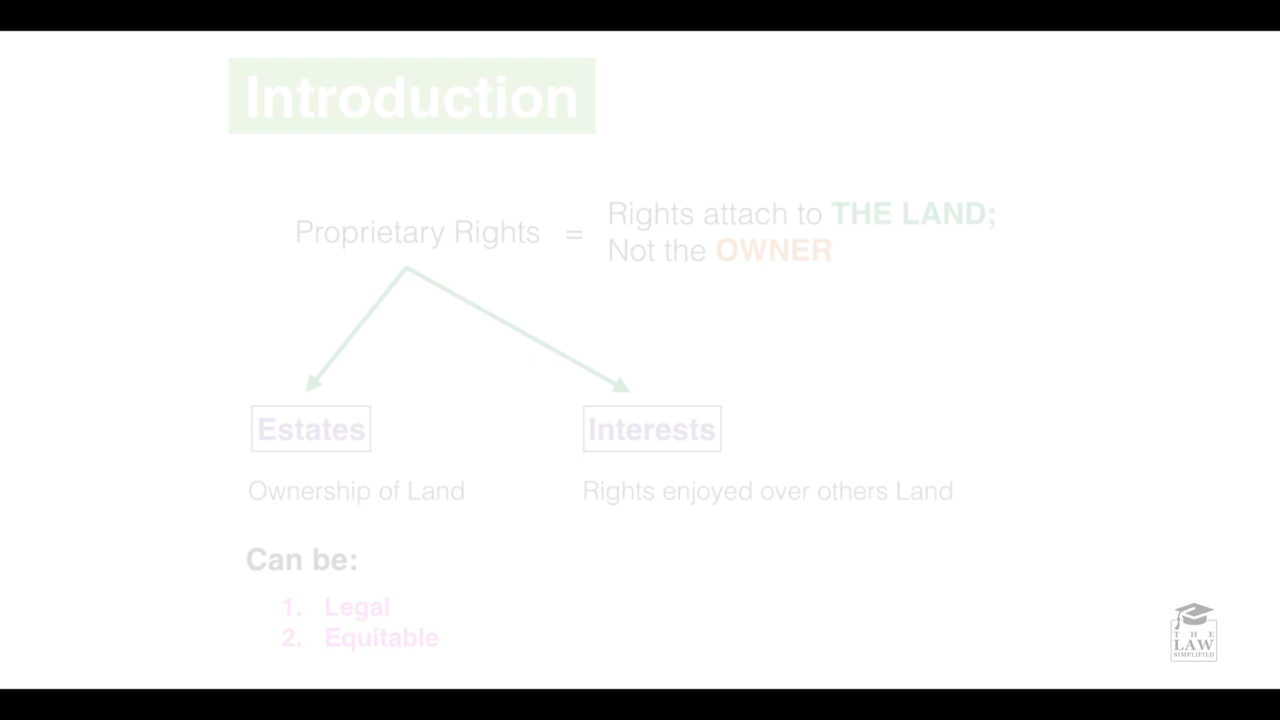 Introduction
Proprietary Rights = Rights attach to THE LAND;
Not the OWNER
Estates
Interests
Ownership of Land
Rights enjoyed over others Land
Can be:
1. Legal
2. Equitable
THE
LAW
SIMPLIFIED